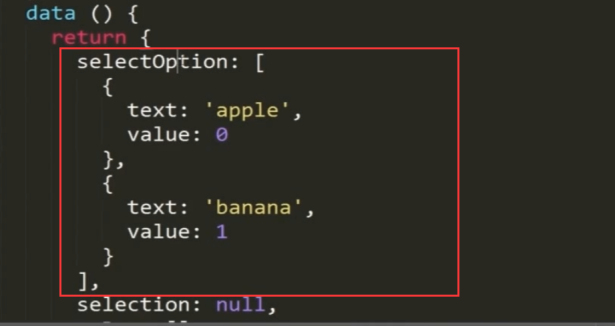 data () {
return {
selectOption: [
{
text: 'apple',
value: 0
},
{
text: 'banana',
value: 1
}
],
selection: null,